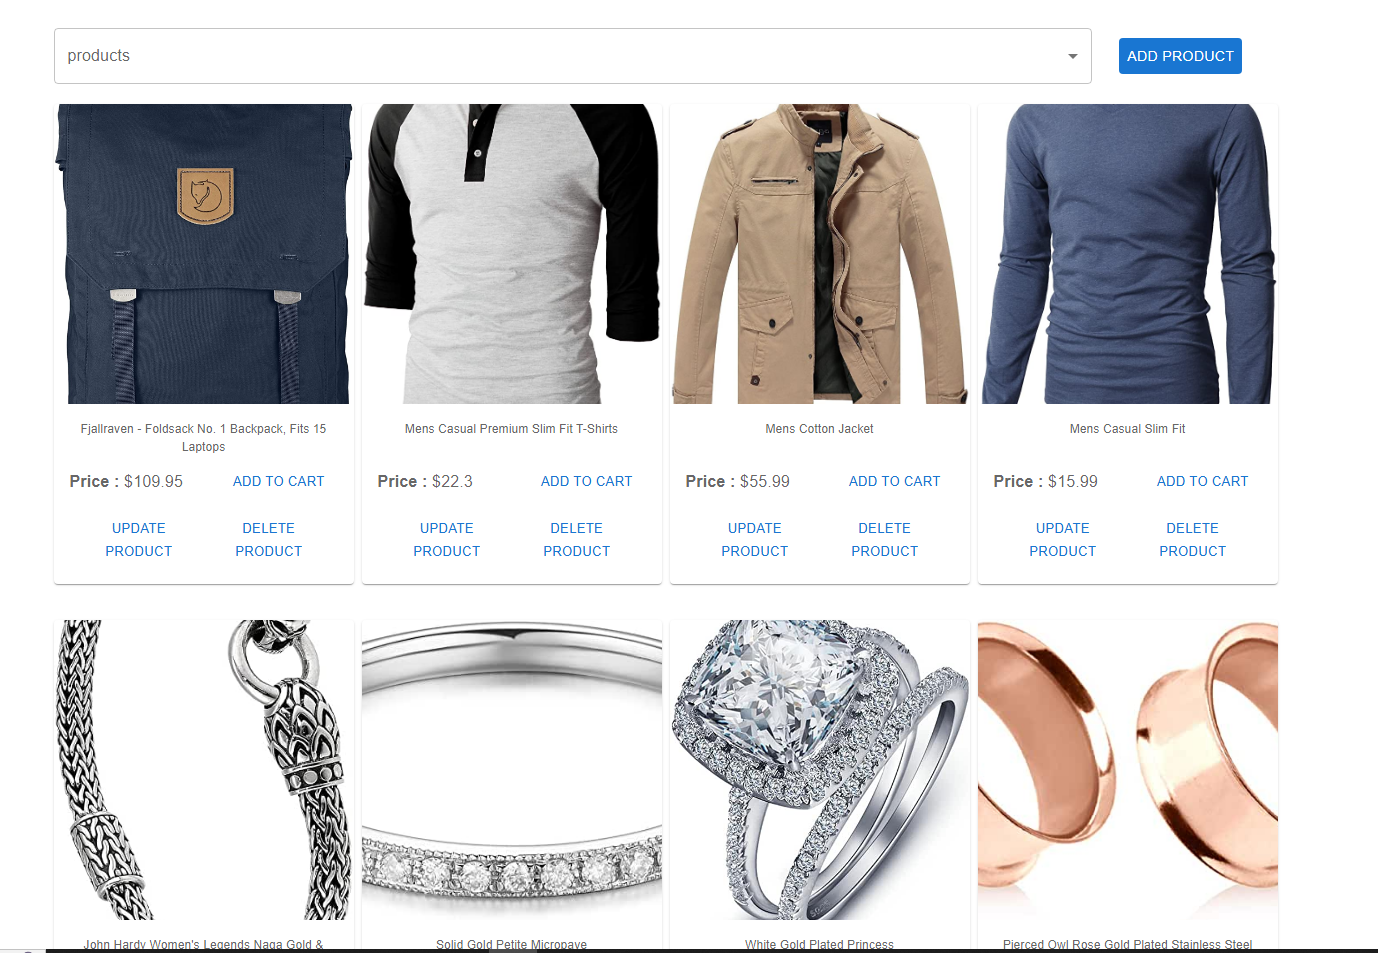 products
ADD PRODUCT
Fjallraven - Foldsack No. 1 Backpack, Fits 15
Laptops
Mens Casual Premium Slim Fit T-Shirts
Mens Cotton Jacket
Mens Casual Slim Fit
Price : $109.95 ADD TO CART
Price : $22.3 ADD TO CART
Price : $55.99 ADD TO CART
Price : $15.99 ADD TO CART
UPDATE
PRODUCT
DELETE
PRODUCT
UPDATE
PRODUCT
DELETE
PRODUCT
UPDATE
PRODUCT
DELETE
PRODUCT
UPDATE
PRODUCT
DELETE
PRODUCT
John Hardy Women's Legends Naga Gold &
Solid Gold Petite Micropave
White Gold Plated Princess
Pierced Owl Rose Gold Plated Stainless Steel